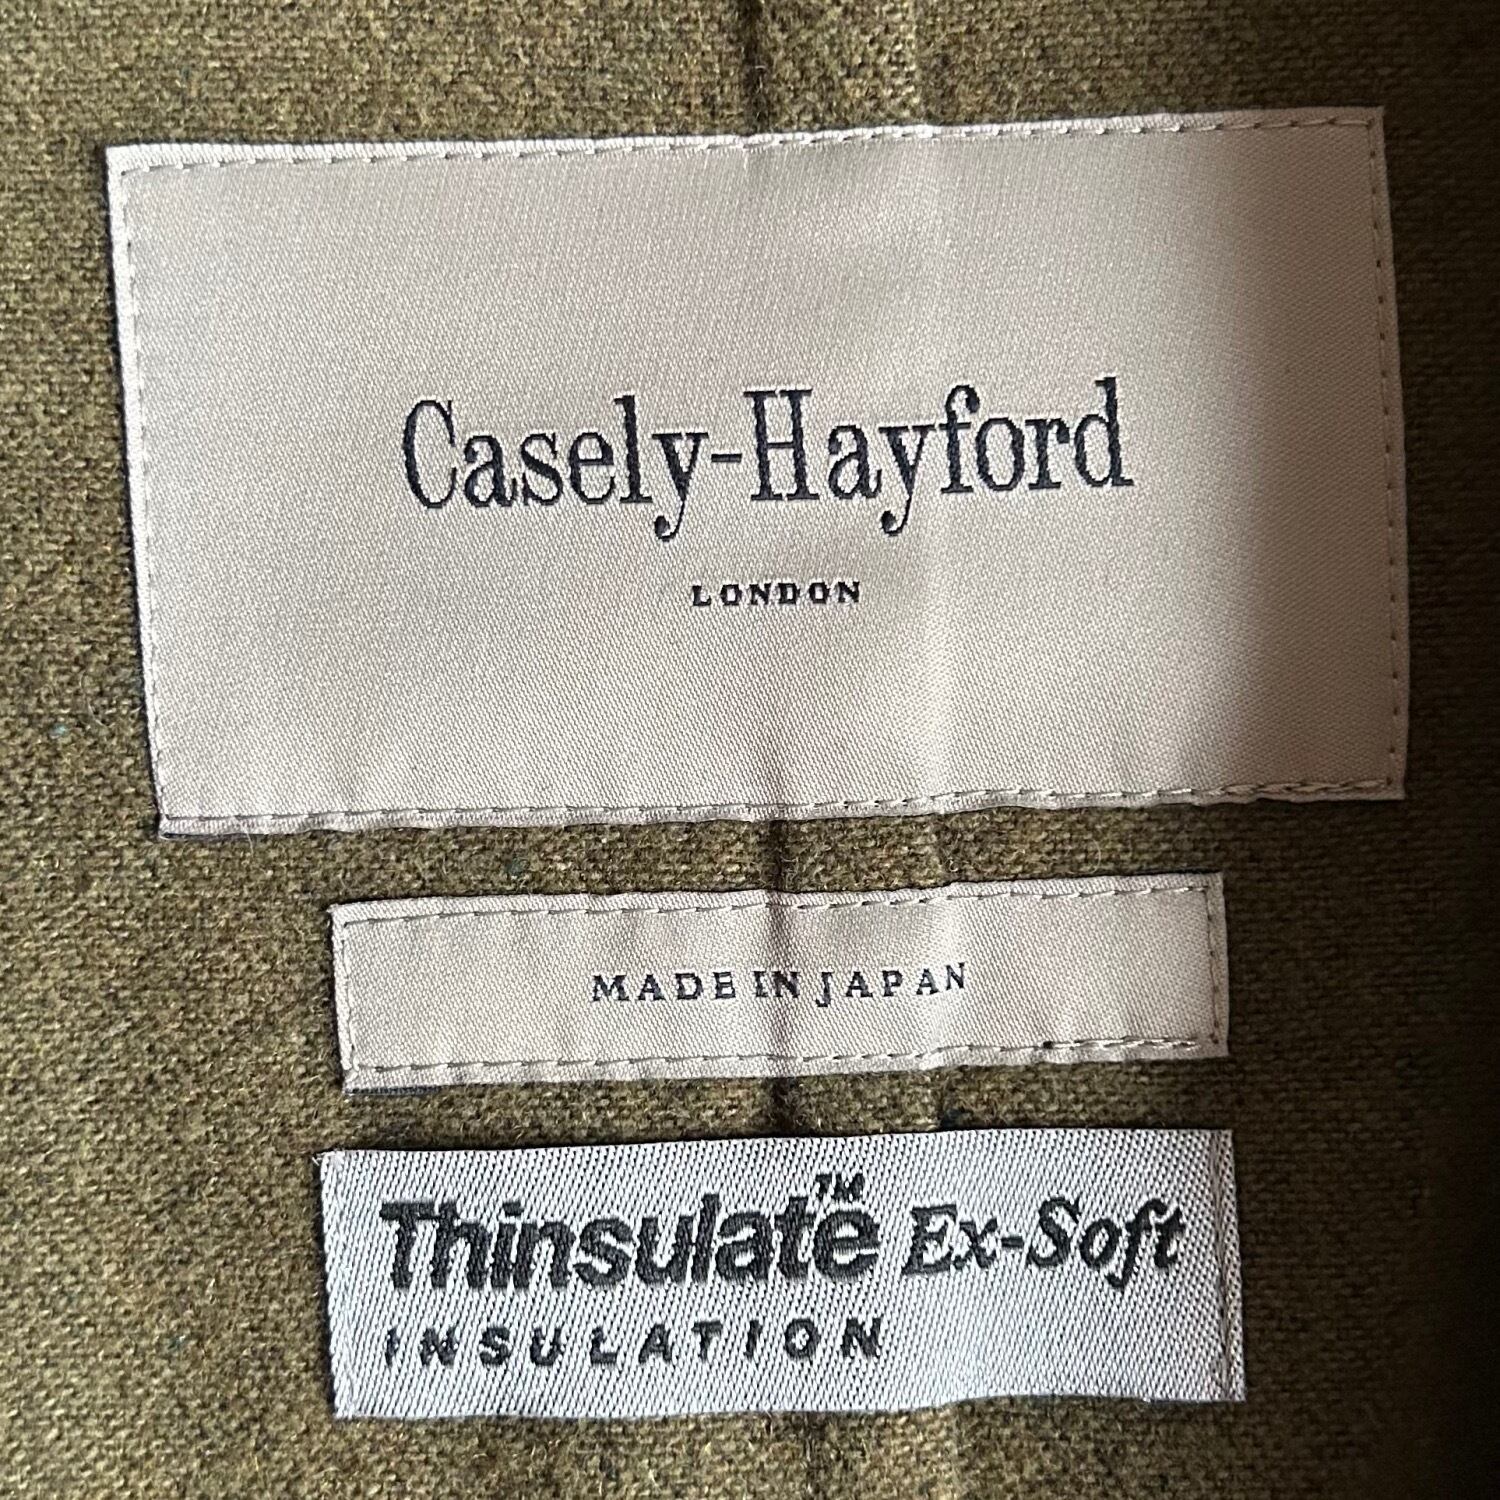 Casely-Hayford
LONDON
MADE IN JAPAN
Thinsulate™ Ex-Soft
INSULATION